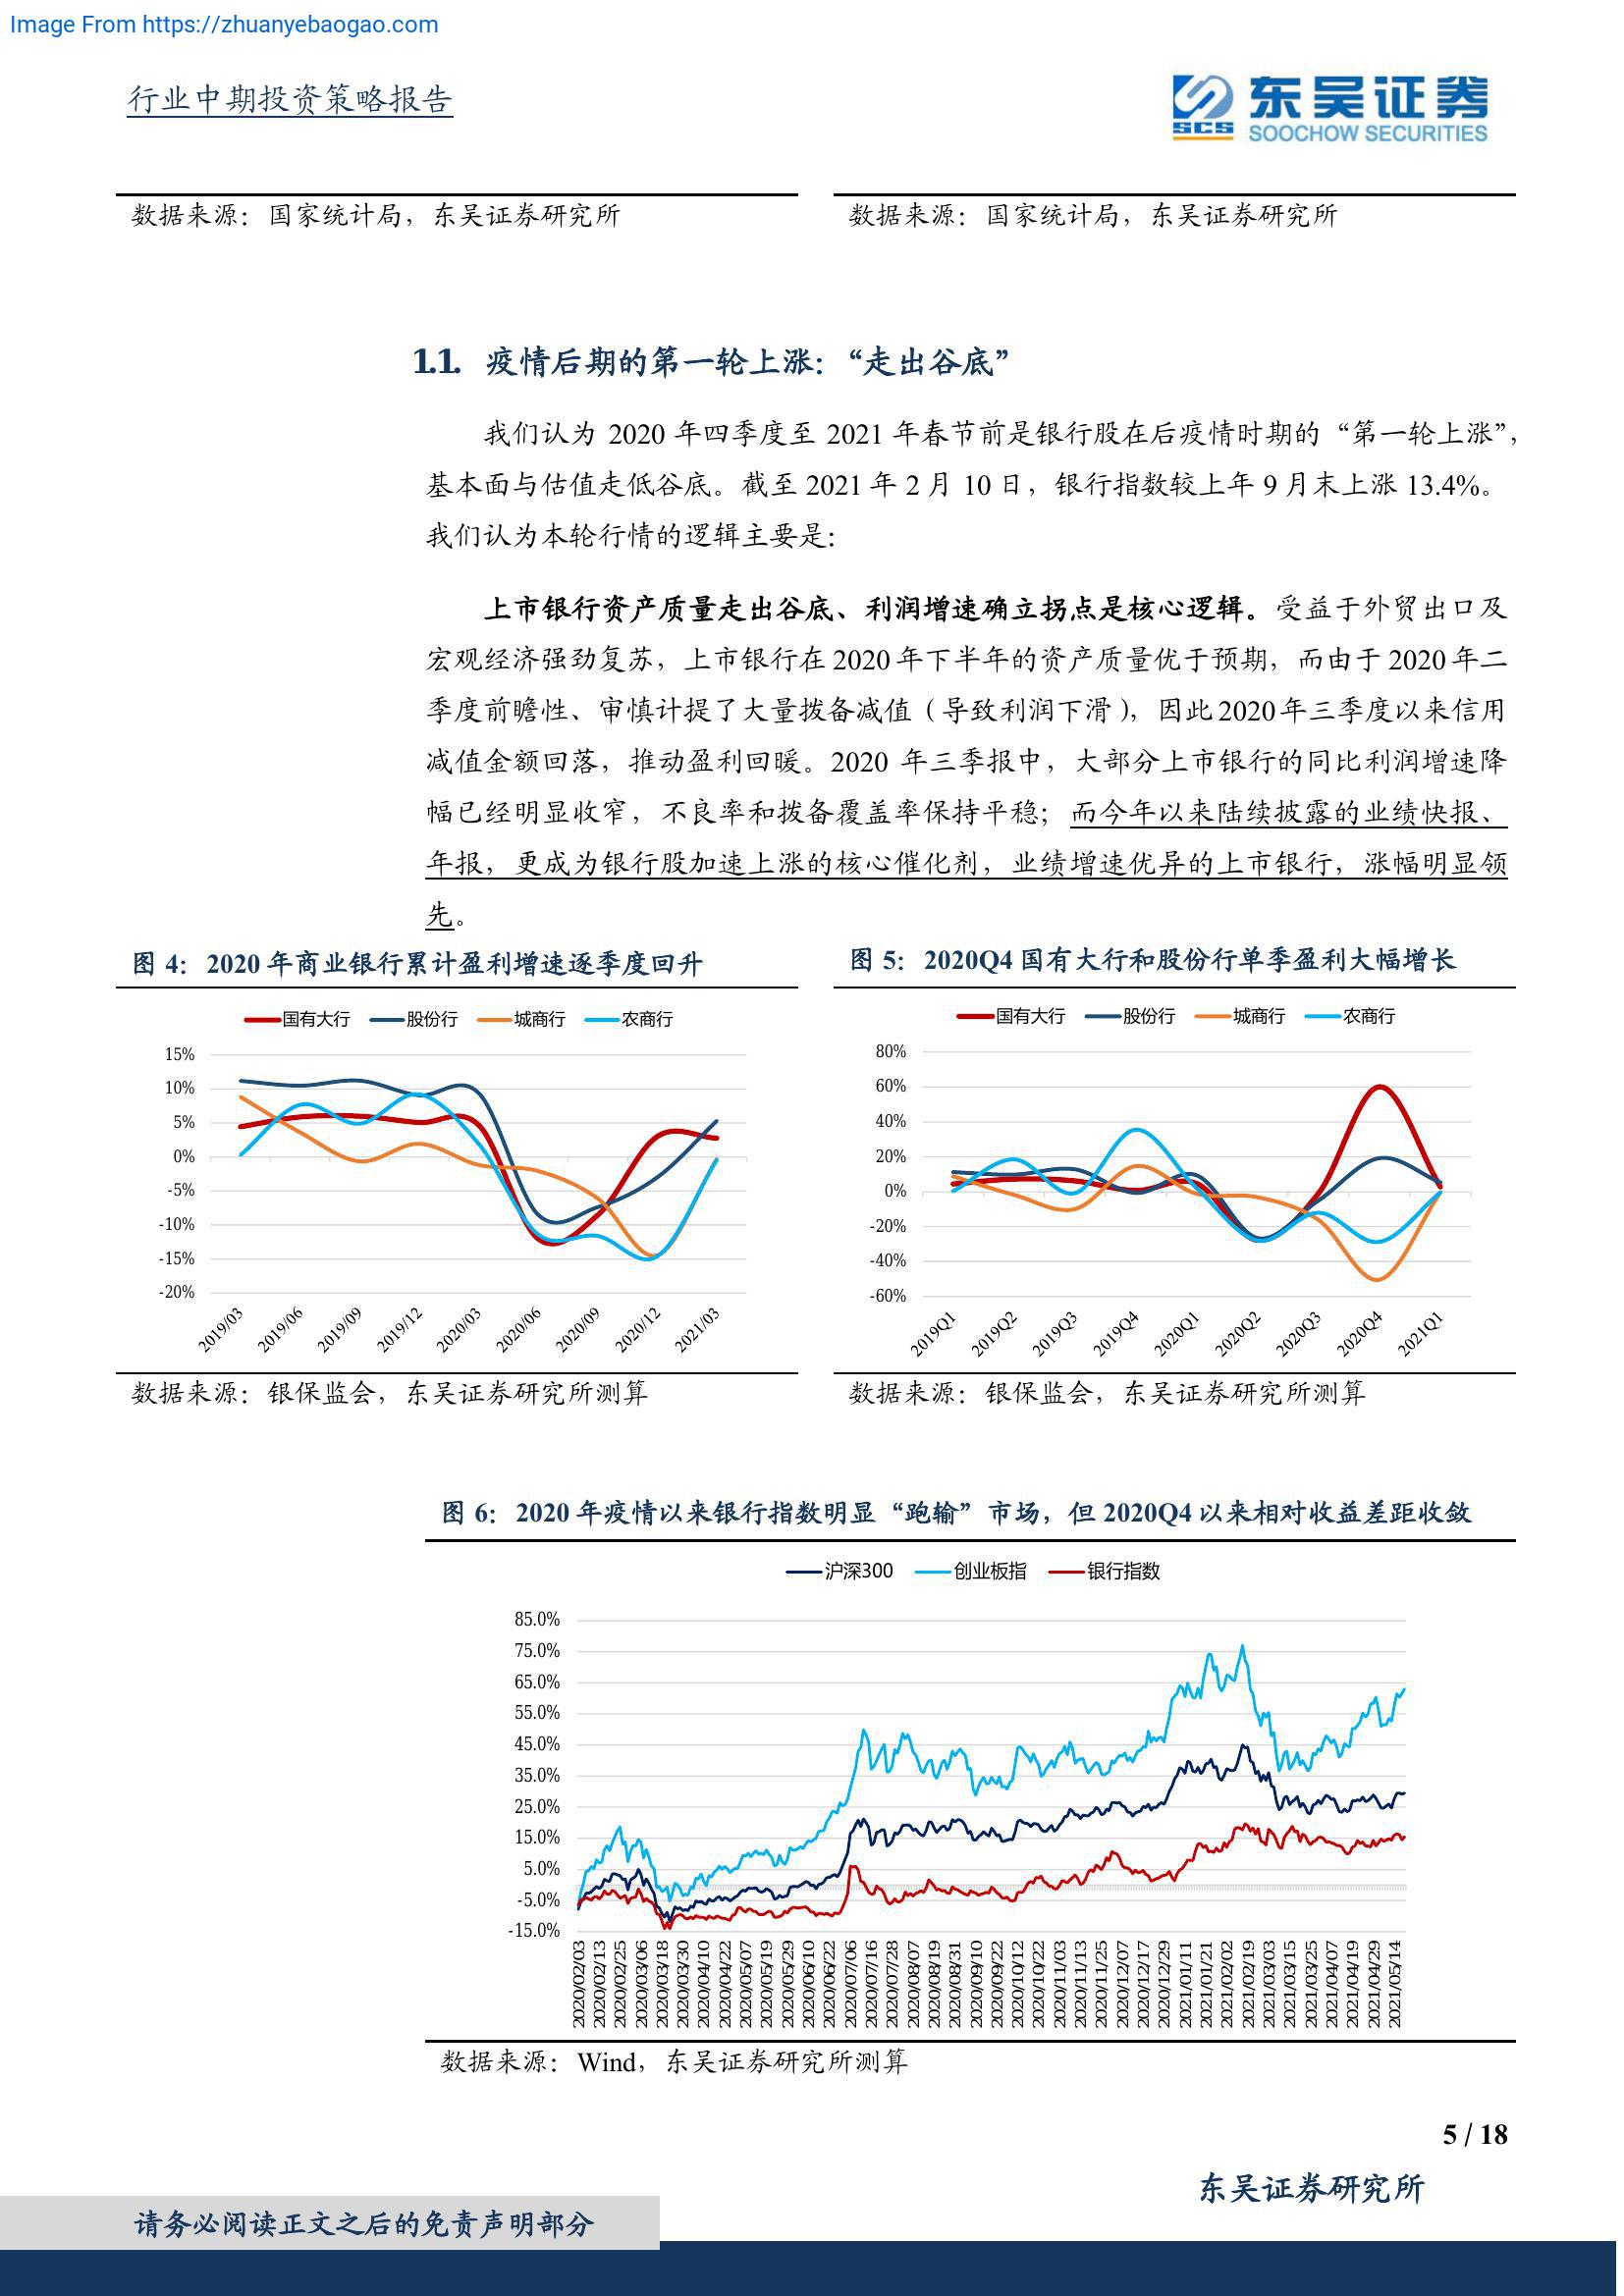 Image From https://zhuanyebaogao.com
行业中期投资策略报告
东吴证券
SCS
SOOCHOW SECURITIES
数据来源：国家统计局，东吴证券研究所
数据来源：国家统计局，东吴证券研究所
1.1. 疫情后期的第一轮上涨：“走出谷底”
我们认为 2020 年四季度至 2021 年春节前是银行股在后疫情时期的“第一轮上涨”，
基本面与估值走低谷底。截至 2021 年 2 月 10 日，银行指数较上年 9 月末上涨 13.4%。
我们认为本轮行情的逻辑主要是：
上市银行资产质量走出谷底、利润增速确立拐点是核心逻辑。受益于外贸出口及
宏观经济强劲复苏，上市银行在 2020 年下半年的资产质量优于预期，而由于 2020 年二
季度前瞻性、审慎计提了大量拨备减值（导致利润下滑），因此 2020 年三季度以来信用
减值金额回落，推动盈利回暖。2020 年三季报中，大部分上市银行的同比利润增速降
幅已经明显收窄，不良率和拨备覆盖率保持平稳；而今年以来陆续披露的业绩快报、
年报，更成为银行股加速上涨的核心催化剂，业绩增速优异的上市银行，涨幅明显领
先。
图 4：2020 年商业银行累计盈利增速逐季度回升
国有大行 股份行 城商行 农商行
15%
10%
5%
0%
-5%
-10%
-15%
-20%
2019/03 2019/06 2019/09 2019/12 2020/03 2020/06 2020/09 2020/12 2021/03
数据来源：银保监会，东吴证券研究所测算
图 5：2020Q4 国有大行和股份行单季盈利大幅增长
国有大行 股份行 城商行 农商行
80%
60%
40%
20%
0%
-20%
-40%
-60%
2019Q1 2019Q2 2019Q3 2019Q4 2020Q1 2020Q2 2020Q3 2020Q4 2021Q1
数据来源：银保监会，东吴证券研究所测算
图 6：2020 年疫情以来银行指数明显“跑输”市场，但 2020Q4 以来相对收益差距收敛
沪深300 创业板指 银行指数
85.0%
75.0%
65.0%
55.0%
45.0%
35.0%
25.0%
15.0%
5.0%
-5.0%
-15.0%
2020/02/03 2020/02/13 2020/02/25 2020/03/06 2020/03/18 2020/03/30 2020/04/10 2020/04/22 2020/05/07 2020/05/19 2020/05/29 2020/06/10 2020/06/22 2020/07/06 2020/07/16 2020/07/28 2020/08/07 2020/08/19 2020/08/31 2020/09/10 2020/09/22 2020/10/12 2020/10/22 2020/11/03 2020/11/13 2020/11/25 2020/12/07 2020/12/17 2020/12/29 2021/01/11 2021/01/21 2021/02/02 2021/02/19 2021/03/03 2021/03/15 2021/03/25 2021/04/07 2021/04/19 2021/04/29 2021/05/14
数据来源：Wind，东吴证券研究所测算
5 / 18
东吴证券研究所
请务必阅读正文之后的免责声明部分